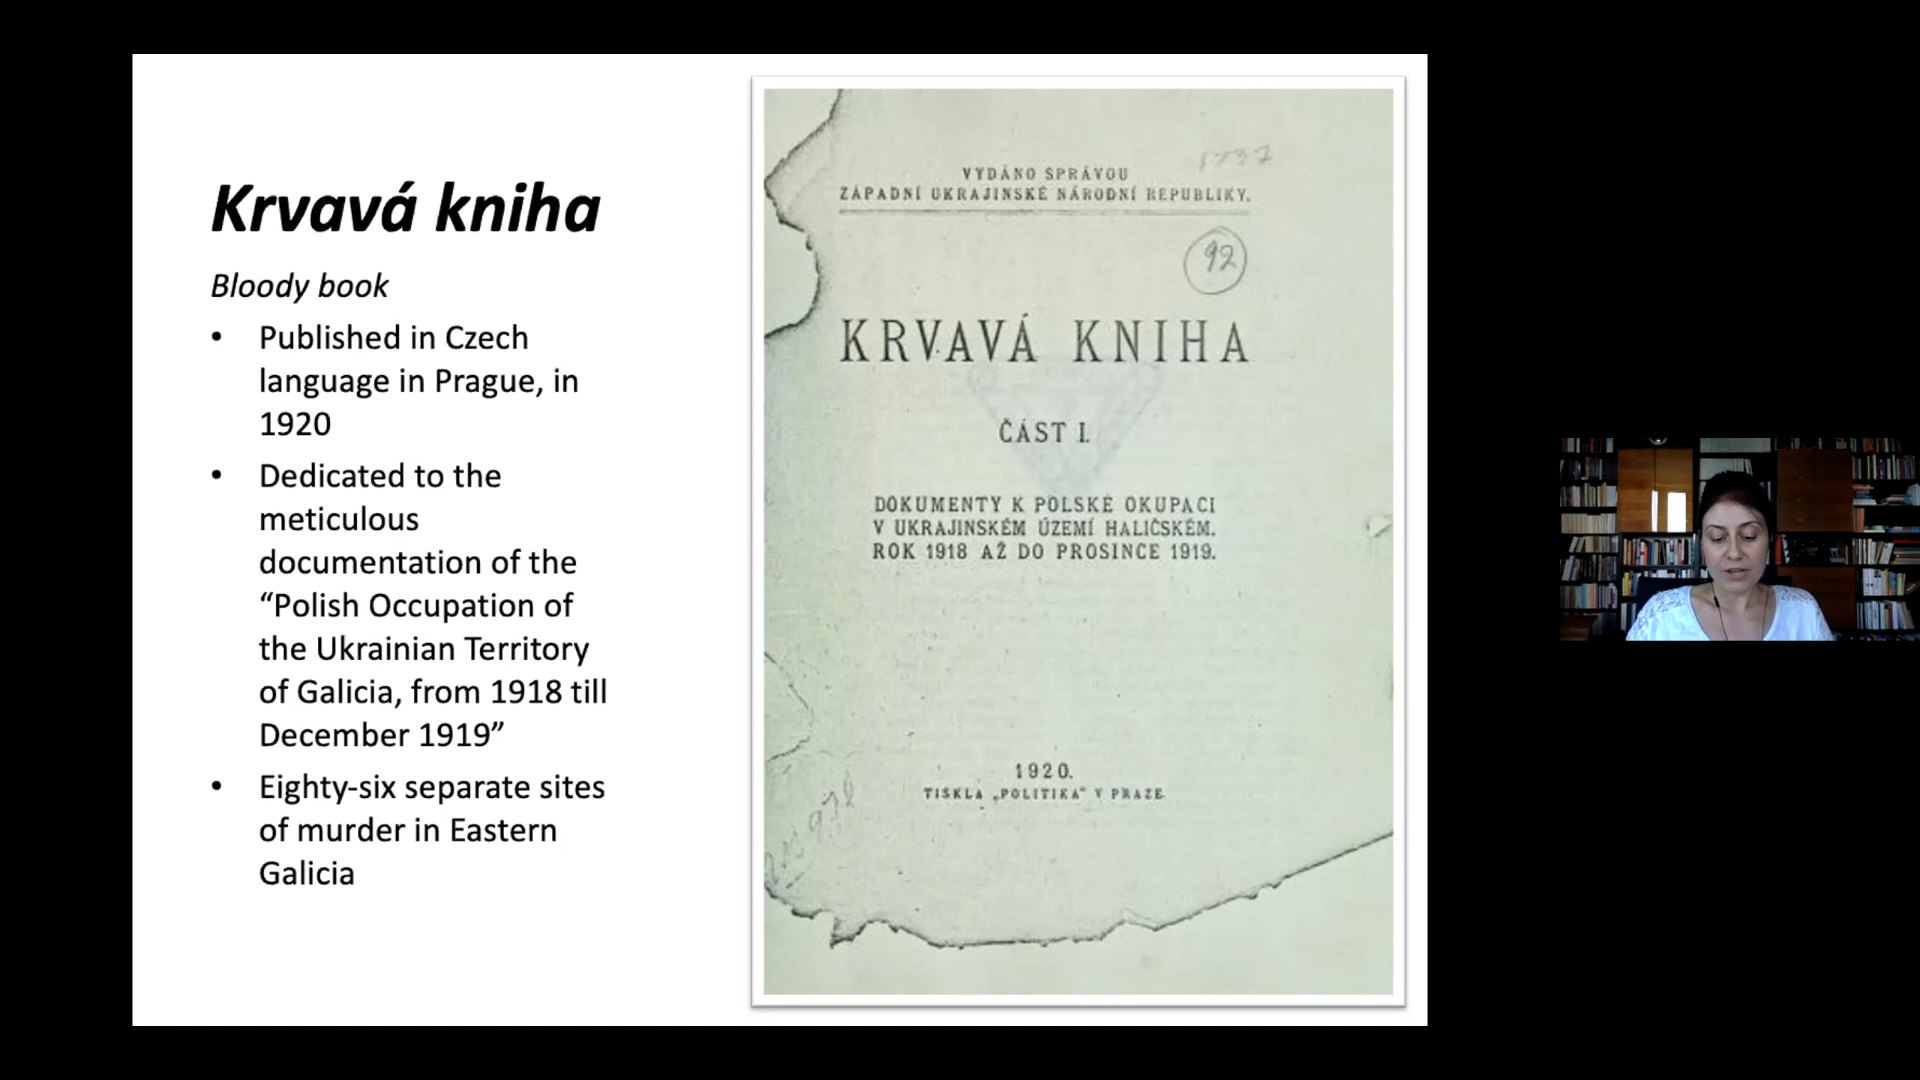 Krvavá kniha
Bloody book
• Published in Czech
language in Prague, in
1920
• Dedicated to the
meticulous
documentation of the
“Polish Occupation of
the Ukrainian Territory
of Galicia, from 1918 till
December 1919”
• Eighty-six separate sites
of murder in Eastern
Galicia
VYDÁNO SPRÁVOU
ZÁPADNÍ UKRAJINSKÉ NÁRODNÍ REPUBLIKY.
92
KRVAVÁ KNIHA
ČÁST I.
DOKUMENTY K POLSKÉ OKUPACI
V UKRAJINSKÉM ÚZEMÍ HALIČSKÉM.
ROK 1918 AŽ DO PROSINCE 1919.
1920.
TISKLA „POLITIKA“ V PRAZE